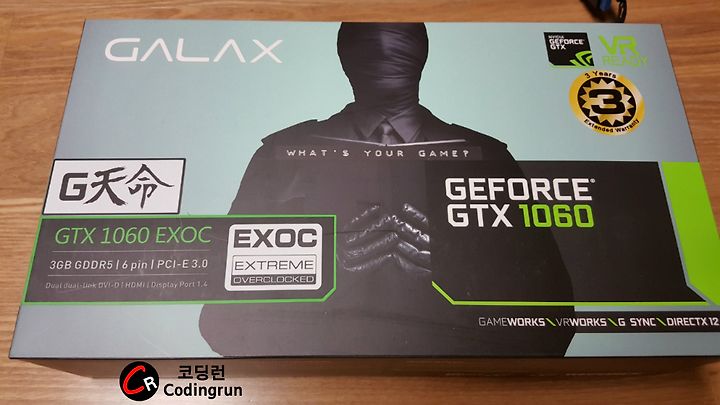 GALAX
NVIDIA
GEFORCE
GTX
VR
READY
3 Years
3
Extended Warranty
WHAT'S YOUR GAME?
G天命
GEFORCE®
GTX 1060
GTX 1060 EXOC
3GB GDDR5 | 6 pin | PCI-E 3.0
Dual dual-link DVI-D | HDMI | Display Port 1.4
EXOC
EXTREME
OVERCLOCKED
GAMEWORKS\VRWORKS\G SYNC\DIRECTX 12
CR
코딩런
Codingrun